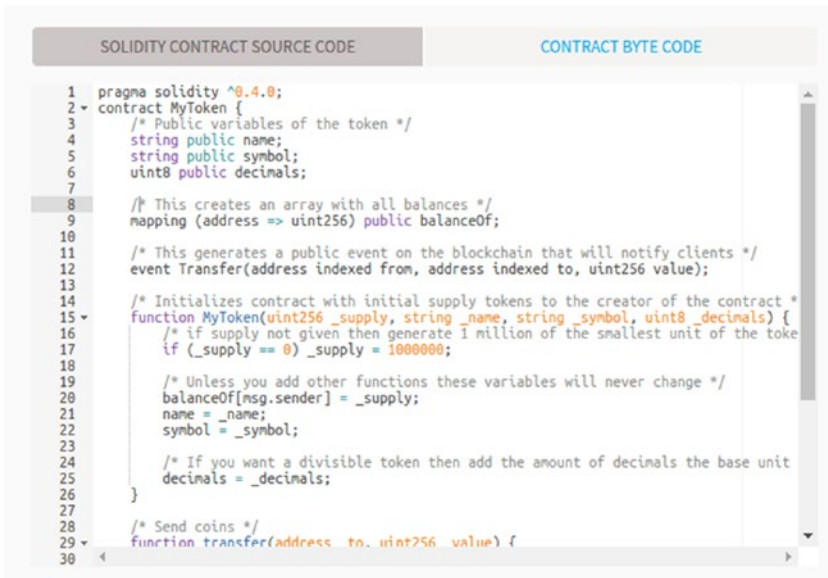 SOLIDITY CONTRACT SOURCE CODE
CONTRACT BYTE CODE
1 pragma solidity ^0.4.0;
2 contract MyToken {
3 /* Public variables of the token */
4 string public name;
5 string public symbol;
6 uint8 public decimals;
7
8 /* This creates an array with all balances */
9 mapping (address => uint256) public balanceOf;
10
11 /* This generates a public event on the blockchain that will notify clients */
12 event Transfer(address indexed from, address indexed to, uint256 value);
13
14 /* Initializes contract with initial supply tokens to the creator of the contract *
15 function MyToken(uint256 _supply, string _name, string _symbol, uint8 _decimals) {
16 /* if supply not given then generate 1 million of the smallest unit of the toke
17 if (_supply == 0) _supply = 1000000;
18
19 /* Unless you add other functions these variables will never change */
20 balanceOf[msg.sender] = _supply;
21 name = _name;
22 symbol = _symbol;
23
24 /* If you want a divisible token then add the amount of decimals the base unit
25 decimals = _decimals;
26 }
27
28 /* Send coins */
29 function transfer(address _to, uint256 _value) {
30